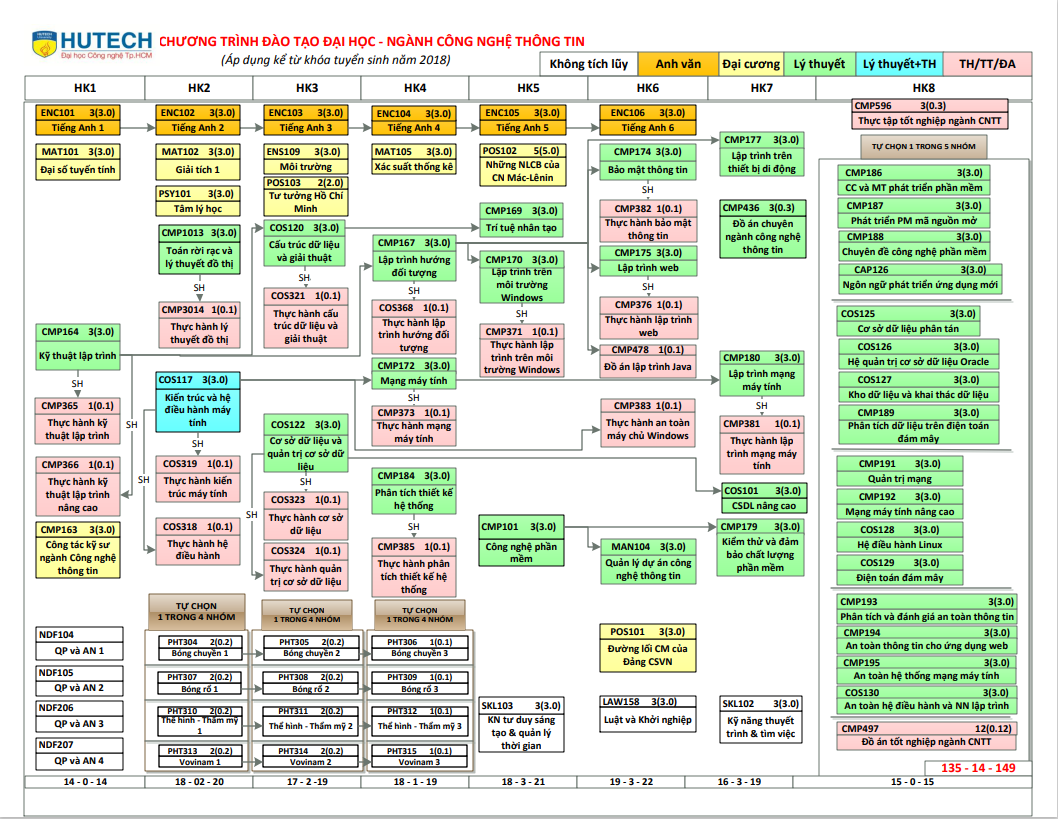 HUTECH
Đại học Công nghệ Tp.HCM
CHƯƠNG TRÌNH ĐÀO TẠO ĐẠI HỌC - NGÀNH CÔNG NGHỆ THÔNG TIN
(Áp dụng kể từ khóa tuyển sinh năm 2018)
Không tích lũy
Anh văn
Đại cương
Lý thuyết
Lý thuyết+TH
TH/TT/ĐA
HK1
HK2
HK3
HK4
HK5
HK6
HK7
HK8
ENC101 3(3.0)
Tiếng Anh 1
MAT101 3(3.0)
Đại số tuyến tính
CMP164 3(3.0)
Kỹ thuật lập trình
SH
CMP365 1(0.1)
Thực hành kỹ
thuật lập trình
SH
CMP366 1(0.1)
Thực hành kỹ
thuật lập trình
nâng cao
CMP163 3(3.0)
Công tác kỹ sư
ngành Công nghệ
thông tin
NDF104
QP và AN 1
NDF105
QP và AN 2
NDF206
QP và AN 3
NDF207
QP và AN 4
14 - 0 - 14
ENC102 3(3.0)
Tiếng Anh 2
MAT102 3(3.0)
Giải tích 1
PSY101 3(3.0)
Tâm lý học
CMP1013 3(3.0)
Toán rời rạc và
lý thuyết đồ thị
SH
CMP3014 1(0.1)
Thực hành lý
thuyết đồ thị
COS117 3(3.0)
Kiến trúc và hệ
điều hành máy
tính
SH
COS319 1(0.1)
Thực hành kiến
trúc máy tính
SH
COS318 1(0.1)
Thực hành hệ
điều hành
TỰ CHỌN
1 TRONG 4 NHÓM
PHT304 2(0.2)
Bóng chuyền 1
PHT307 2(0.2)
Bóng rổ 1
PHT310 2(0.2)
Thể hình - Thẩm mỹ
1
PHT313 2(0.2)
Vovinam 1
18 - 02 - 20
ENC103 3(3.0)
Tiếng Anh 3
ENS109 3(3.0)
Môi trường
POS103 2(2.0)
Tư tưởng Hồ Chí
Minh
COS120 3(3.0)
Cấu trúc dữ liệu
và giải thuật
SH
COS321 1(0.1)
Thực hành cấu
trúc dữ liệu và
giải thuật
COS122 3(3.0)
Cơ sở dữ liệu và
quản trị cơ sở dữ
liệu
SH
COS323 1(0.1)
Thực hành cơ sở
dữ liệu
SH
COS324 1(0.1)
Thực hành quản
trị cơ sở dữ liệu
TỰ CHỌN
1 TRONG 4 NHÓM
PHT305 2(0.2)
Bóng chuyền 2
PHT308 2(0.2)
Bóng rổ 2
PHT311 2(0.2)
Thể hình - Thẩm mỹ 2
PHT314 2(0.2)
Vovinam 2
17 - 2 -19
ENC104 3(3.0)
Tiếng Anh 4
MAT105 3(3.0)
Xác suất thống kê
CMP167 3(3.0)
Lập trình hướng
đối tượng
SH
COS368 1(0.1)
Thực hành lập
trình hướng đối
tượng
CMP172 3(3.0)
Mạng máy tính
SH
CMP373 1(0.1)
Thực hành mạng
máy tính
CMP184 3(3.0)
Phân tích thiết kế
hệ thống
SH
CMP385 1(0.1)
Thực hành phân
tích thiết kế hệ
thống
TỰ CHỌN
1 TRONG 4 NHÓM
PHT306 1(0.1)
Bóng chuyền 3
PHT309 1(0.1)
Bóng rổ 3
PHT312 1(0.1)
Thể hình - Thẩm mỹ 3
PHT315 1(0.1)
Vovinam 3
18 - 1 - 19
ENC105 3(3.0)
Tiếng Anh 5
POS102 5(5.0)
Những NLCB của
CN Mác-Lênin
CMP169 3(3.0)
Trí tuệ nhân tạo
CMP170 3(3.0)
Lập trình trên
môi trường
Windows
SH
CMP371 1(0.1)
Thực hành lập
trình trên môi
trường Windows
CMP101 3(3.0)
Công nghệ phần
mềm
SKL103 3(3.0)
KN tư duy sáng
tạo & quản lý
thời gian
18 - 3 - 21
ENC106 3(3.0)
Tiếng Anh 6
CMP174 3(3.0)
Bảo mật thông tin
SH
CMP382 1(0.1)
Thực hành bảo mật
thông tin
CMP175 3(3.0)
Lập trình web
SH
CMP376 1(0.1)
Thực hành lập trình
web
CMP478 1(0.1)
Đồ án lập trình Java
CMP383 1(0.1)
Thực hành an toàn
máy chủ Windows
MAN104 3(3.0)
Quản lý dự án công
nghệ thông tin
POS101 3(3.0)
Đường lối CM của
Đảng CSVN
LAW158 3(3.0)
Luật và Khởi nghiệp
19 - 3 - 22
CMP177 3(3.0)
Lập trình trên
thiết bị di động
CMP436 3(0.3)
Đồ án chuyên
ngành công nghệ
thông tin
CMP180 3(3.0)
Lập trình mạng
máy tính
SH
CMP381 1(0.1)
Thực hành lập
trình mạng máy
tính
COS101 3(3.0)
CSDL nâng cao
CMP179 3(3.0)
Kiểm thử và đảm
bảo chất lượng
phần mềm
SKL102 3(3.0)
Kỹ năng thuyết
trình & tìm việc
16 - 3 -19
CMP596 3(0.3)
Thực tập tốt nghiệp ngành CNTT
TỰ CHỌN 1 TRONG 5 NHÓM
CMP186 3(3.0)
CC và MT phát triển phần mềm
CMP187 3(3.0)
Phát triển PM mã nguồn mở
CMP188 3(3.0)
Chuyên đề công nghệ phần mềm
CAP126 3(3.0)
Ngôn ngữ phát triển ứng dụng mới
COS125 3(3.0)
Cơ sở dữ liệu phân tán
COS126 3(3.0)
Hệ quản trị cơ sở dữ liệu Oracle
COS127 3(3.0)
Kho dữ liệu và khai thác dữ liệu
CMP189 3(3.0)
Phân tích dữ liệu trên điện toán
đám mây
CMP191 3(3.0)
Quản trị mạng
CMP192 3(3.0)
Mạng máy tính nâng cao
COS128 3(3.0)
Hệ điều hành Linux
COS129 3(3.0)
Điện toán đám mây
CMP193 3(3.0)
Phân tích và đánh giá an toàn thông tin
CMP194 3(3.0)
An toàn thông tin cho ứng dụng web
CMP195 3(3.0)
An toàn hệ thống mạng máy tính
COS130 3(3.0)
An toàn hệ điều hành và NN lập trình
CMP497 12(0.12)
Đồ án tốt nghiệp ngành CNTT
135 - 14 - 149
15 - 0 - 15